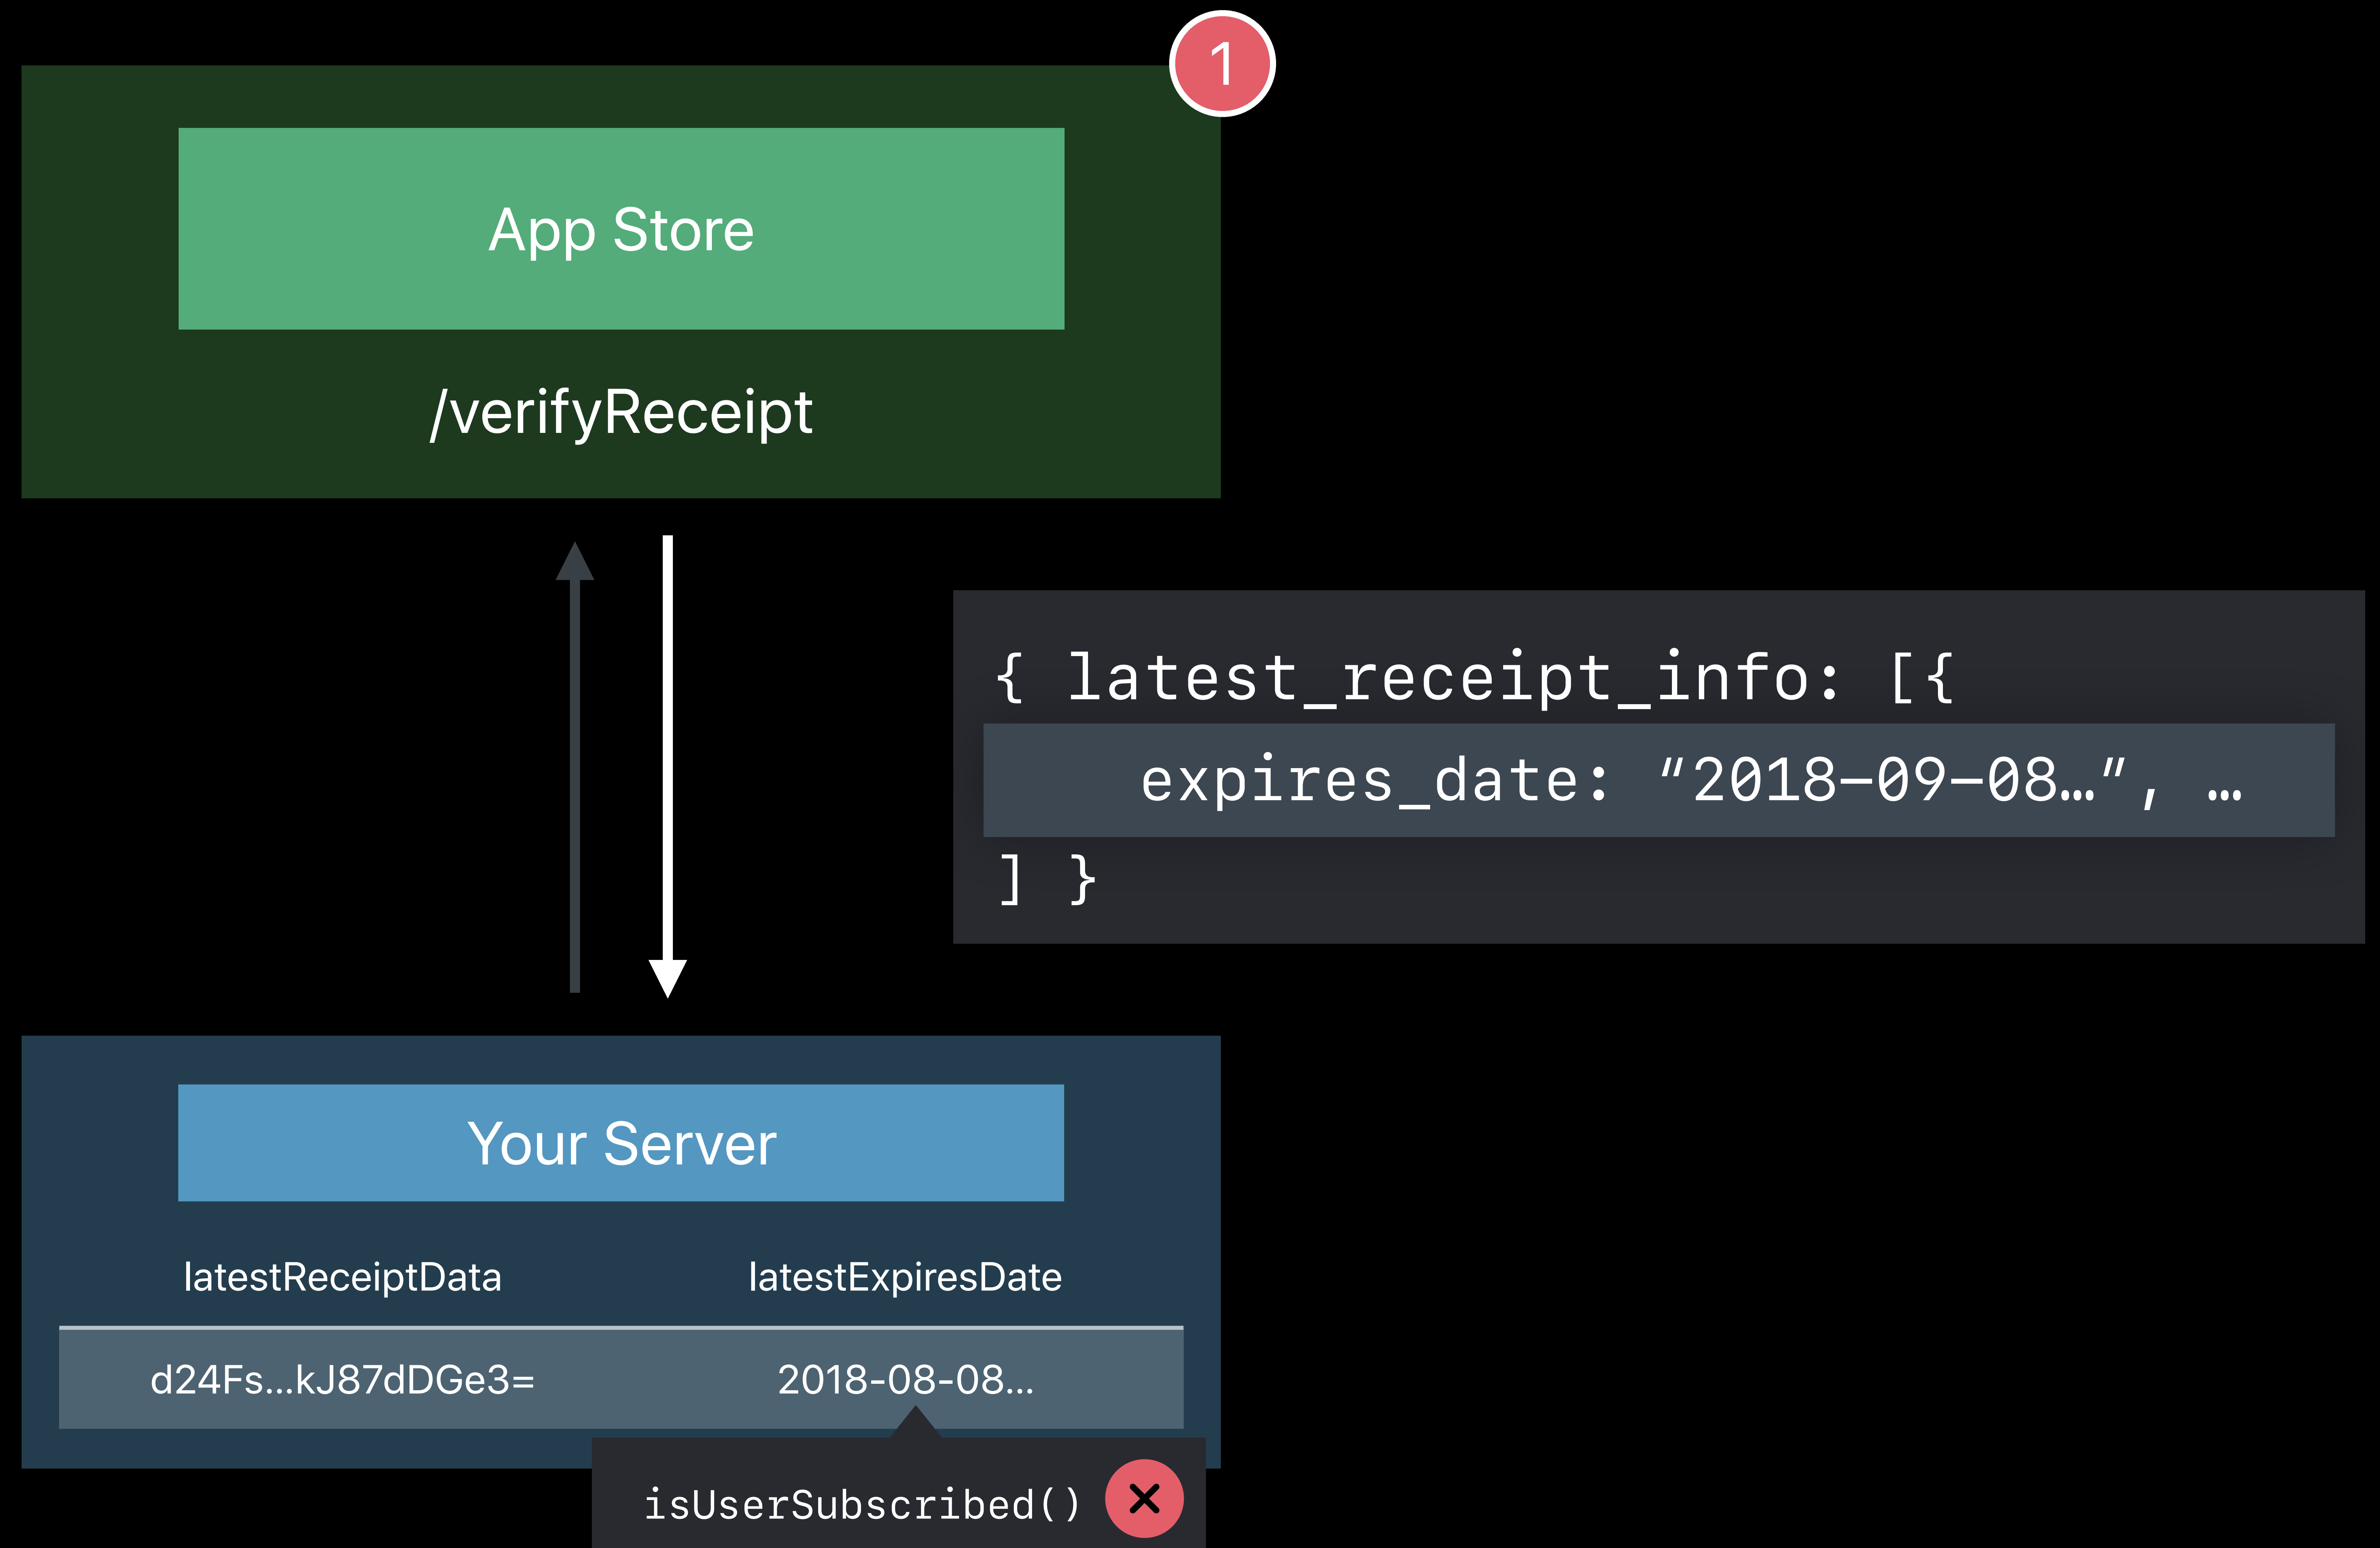 1
App Store
/verifyReceipt
{ latest_receipt_info: [{
expires_date: “2018-09-08…”, …
] }
Your Server
latestReceiptData latestExpiresDate
d24Fs...kJ87dDGe3= 2018-08-08...
isUserSubscribed()